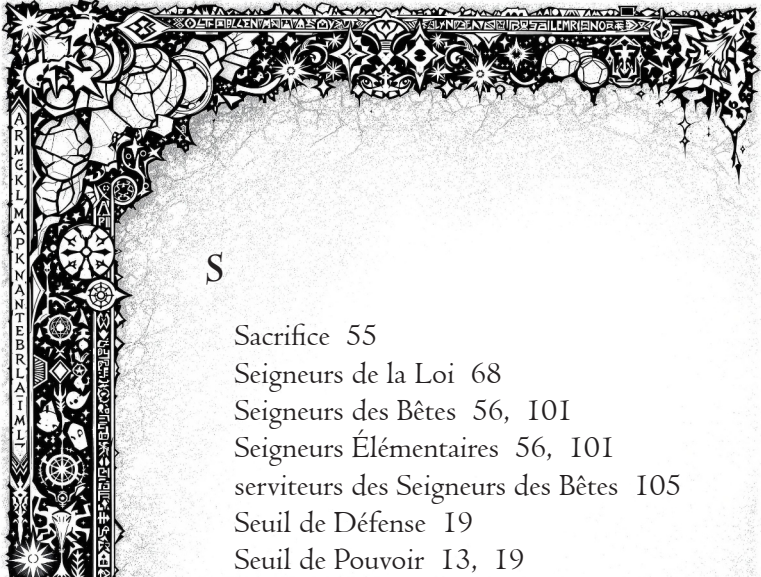 S
Sacrifice 55
Seigneurs de la Loi 68
Seigneurs des Bêtes 56, 101
Seigneurs Élémentaires 56, 101
serviteurs des Seigneurs des Bêtes 105
Seuil de Défense 19
Seuil de Pouvoir 13, 19